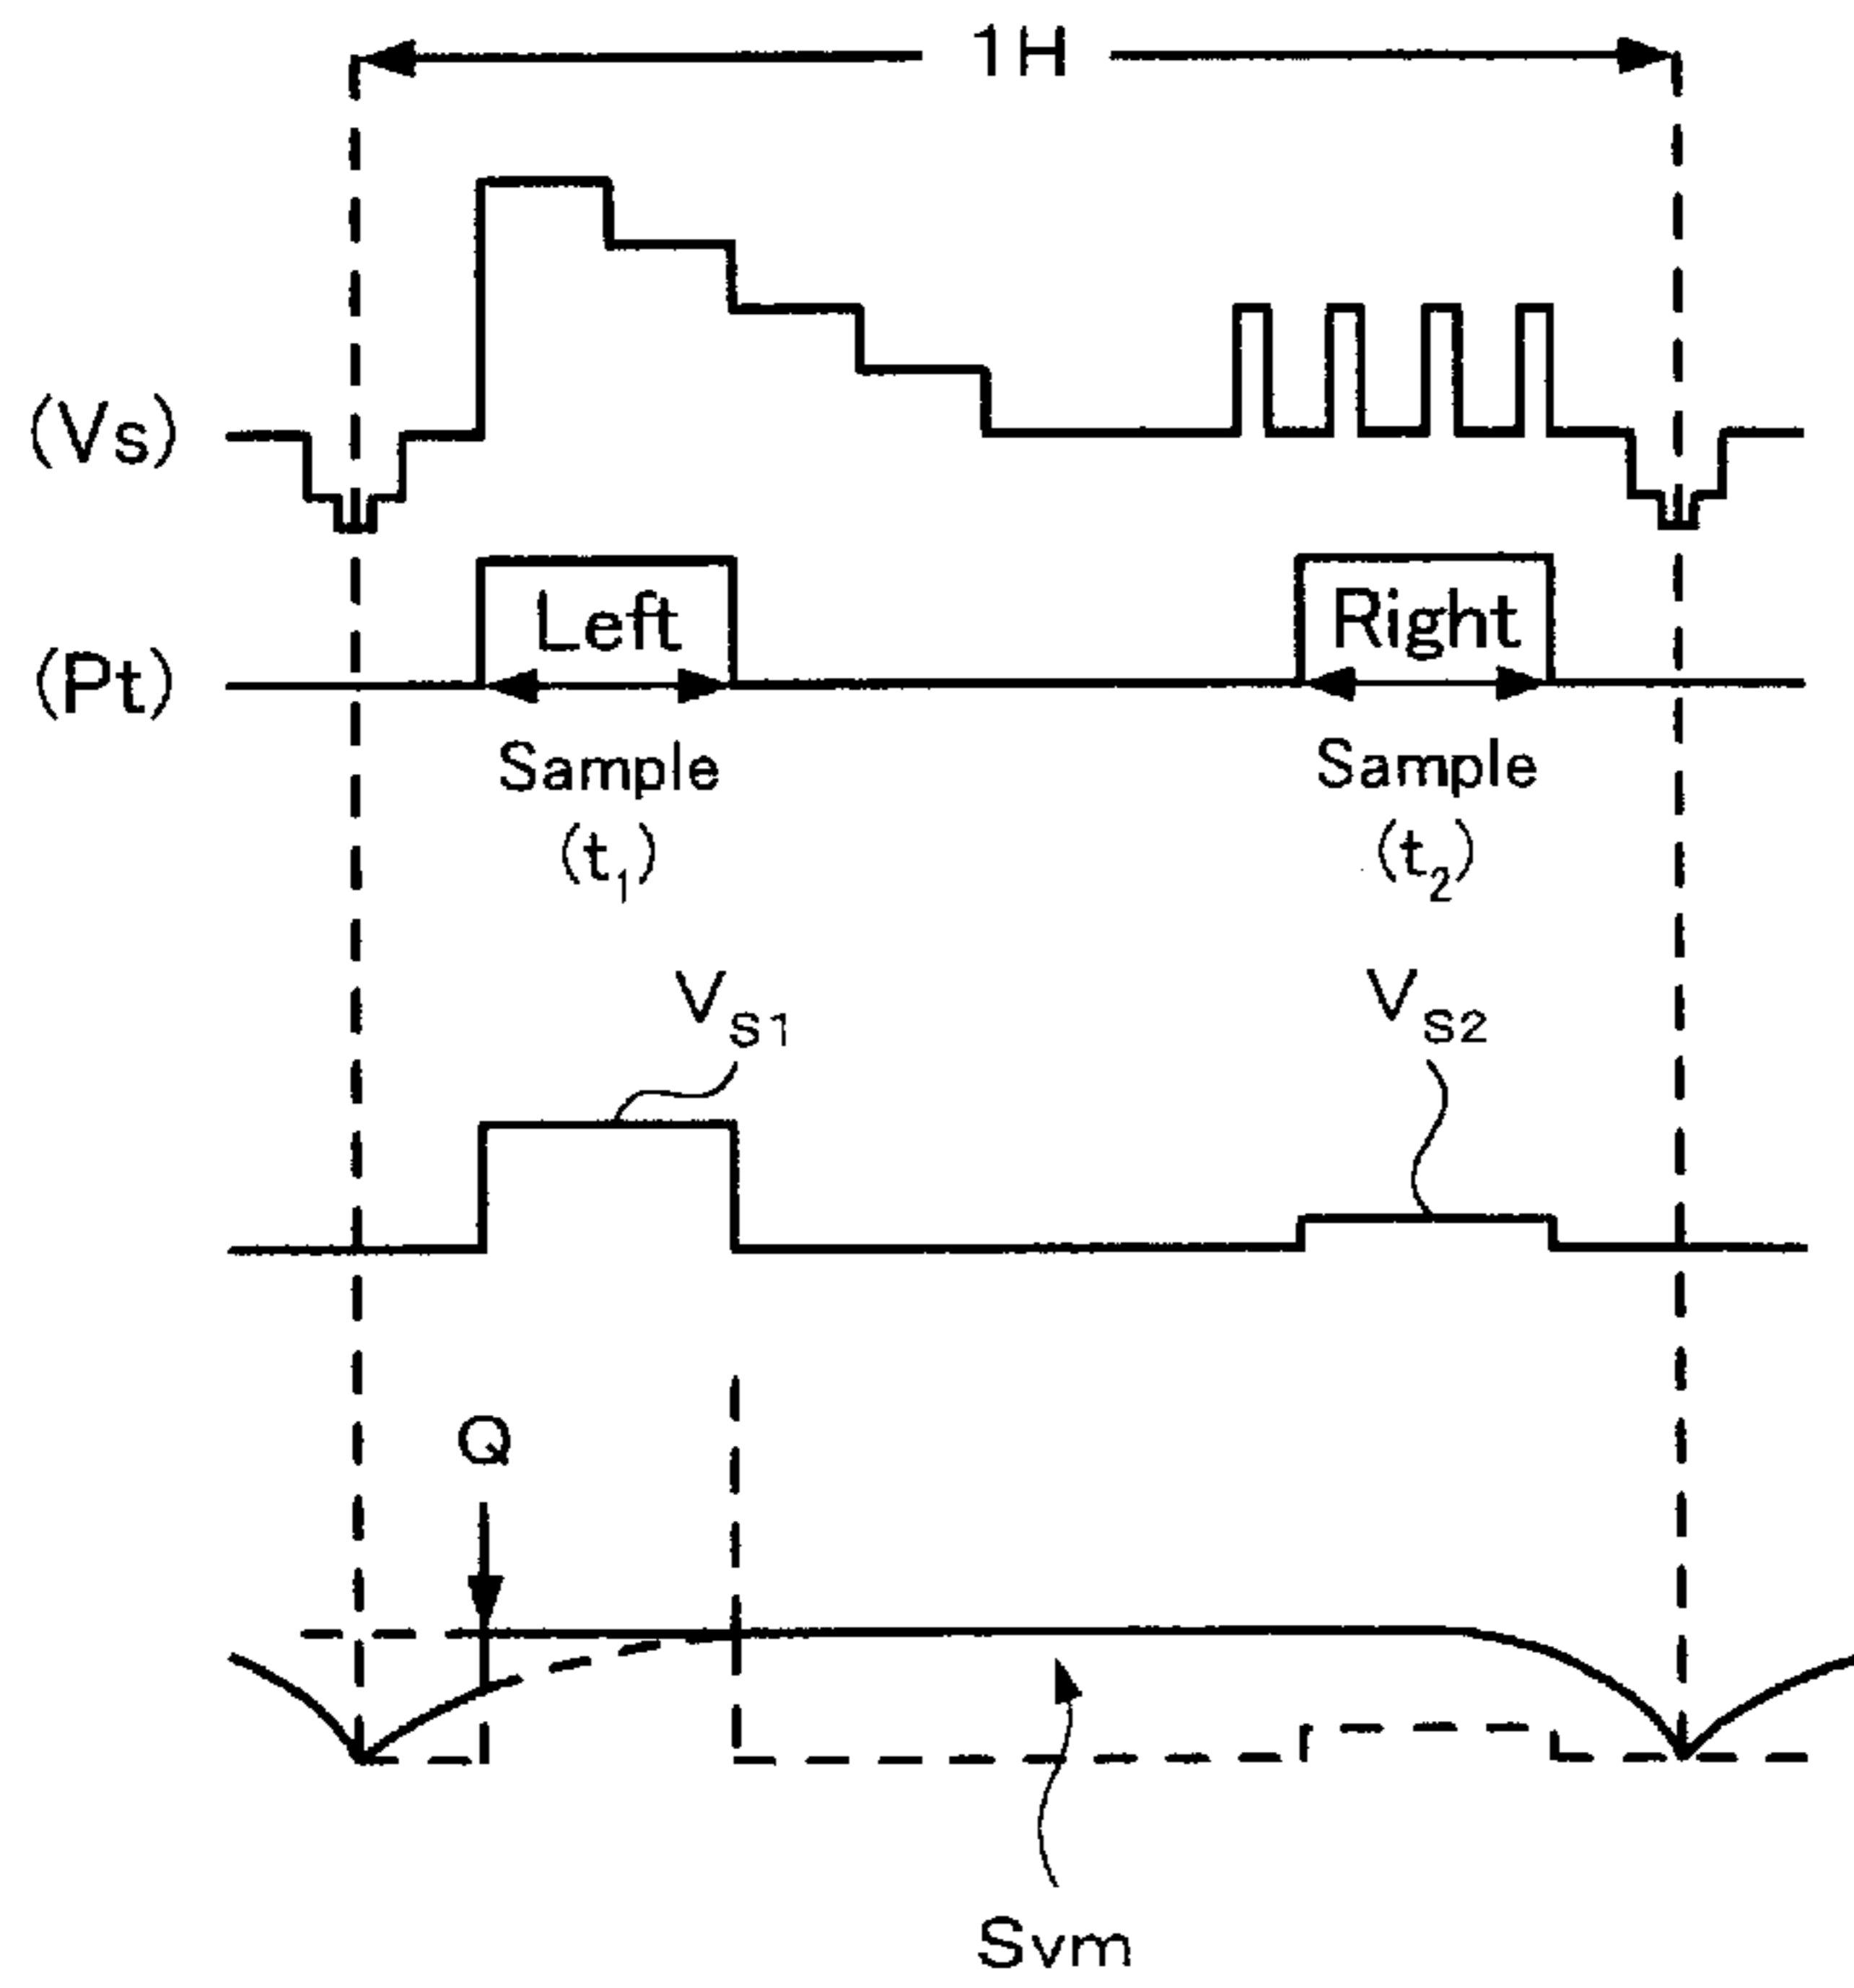 1H
(Vs)
(Pt)
Left
Right
Sample
(t1)
Sample
(t2)
VS1
VS2
Q
Svm